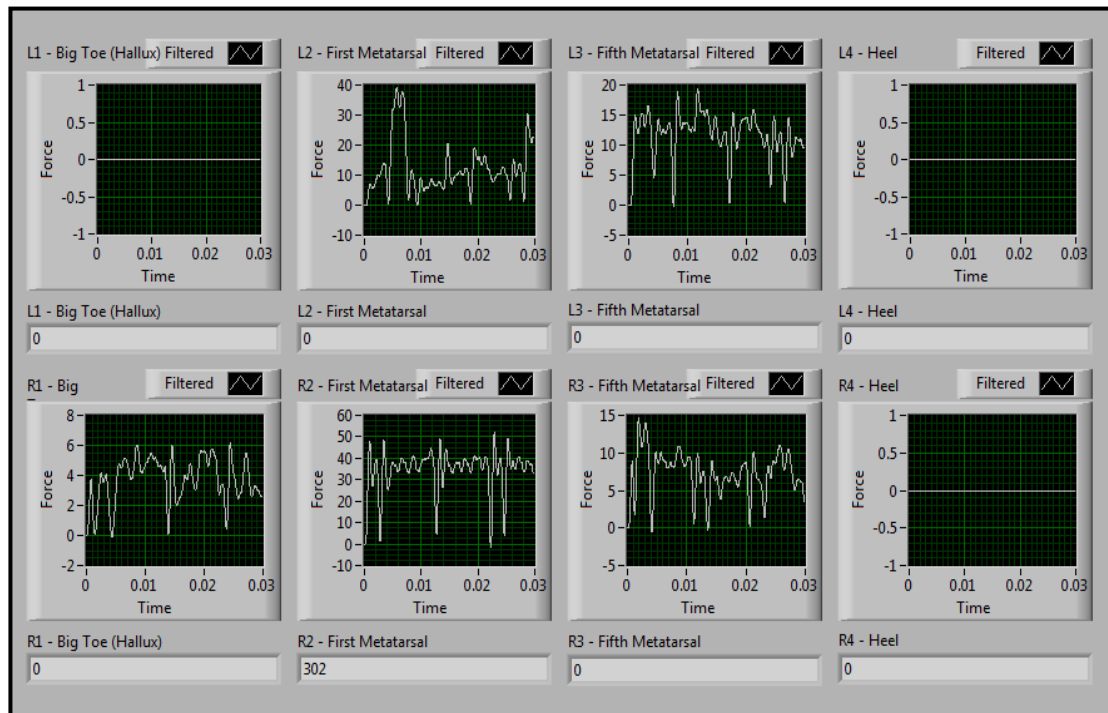 L1 - Big Toe (Hallux) Filtered
1
0.5
0
-0.5
-1
Force
0 0.01 0.02 0.03
Time
L1 - Big Toe (Hallux)
0
L2 - First Metatarsal Filtered
40
30
20
10
0
-10
Force
0 0.01 0.02 0.03
Time
L2 - First Metatarsal
0
L3 - Fifth Metatarsal Filtered
20
15
10
5
0
-5
Force
0 0.01 0.02 0.03
Time
L3 - Fifth Metatarsal
0
L4 - Heel Filtered
1
0.5
0
-0.5
-1
Force
0 0.01 0.02 0.03
Time
L4 - Heel
0
R1 - Big Filtered
8
6
4
2
0
-2
Force
0 0.01 0.02 0.03
Time
R1 - Big Toe (Hallux)
0
R2 - First Metatarsal Filtered
60
50
40
30
20
10
0
-10
Force
0 0.01 0.02 0.03
Time
R2 - First Metatarsal
302
R3 - Fifth Metatarsal Filtered
15
10
5
0
-5
Force
0 0.01 0.02 0.03
Time
R3 - Fifth Metatarsal
0
R4 - Heel Filtered
1
0.5
0
-0.5
-1
Force
0 0.01 0.02 0.03
Time
R4 - Heel
0